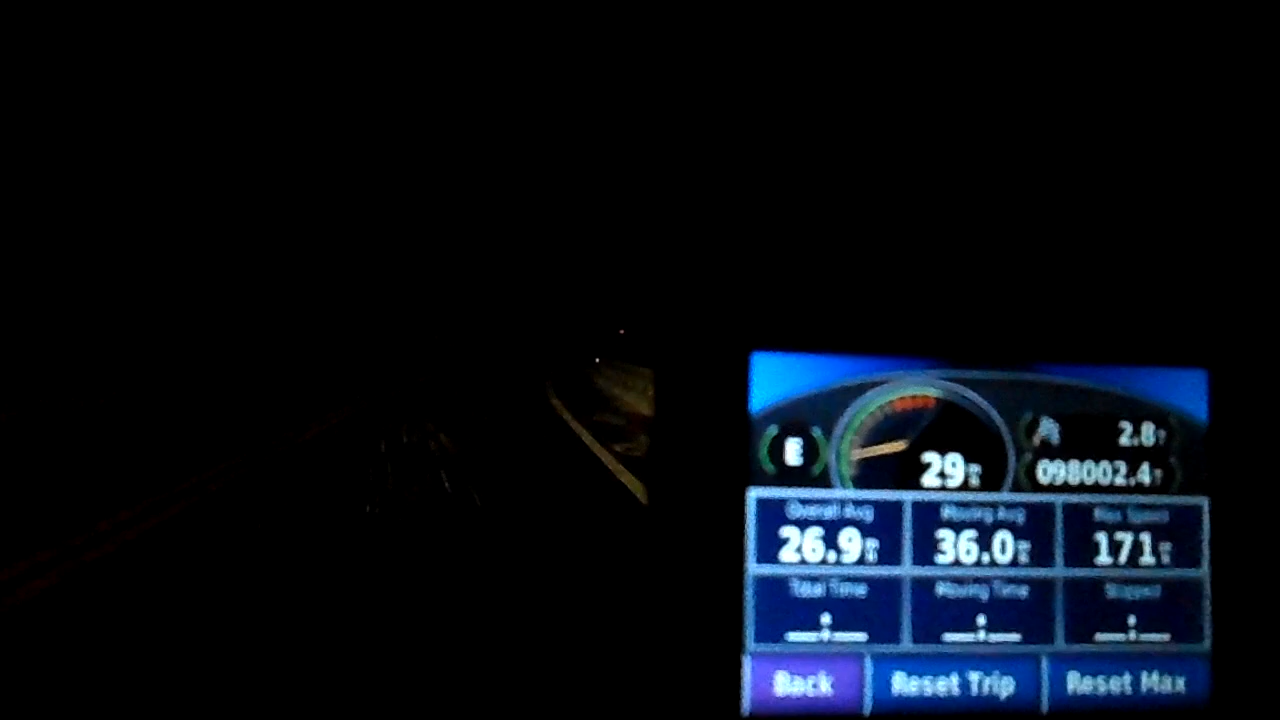 E
29
2.8
098002.4
Overall Avg Moving Avg Max Speed
26.9 36.0 171
Total Time Moving Time Stopped
Back Reset Trip Reset Max